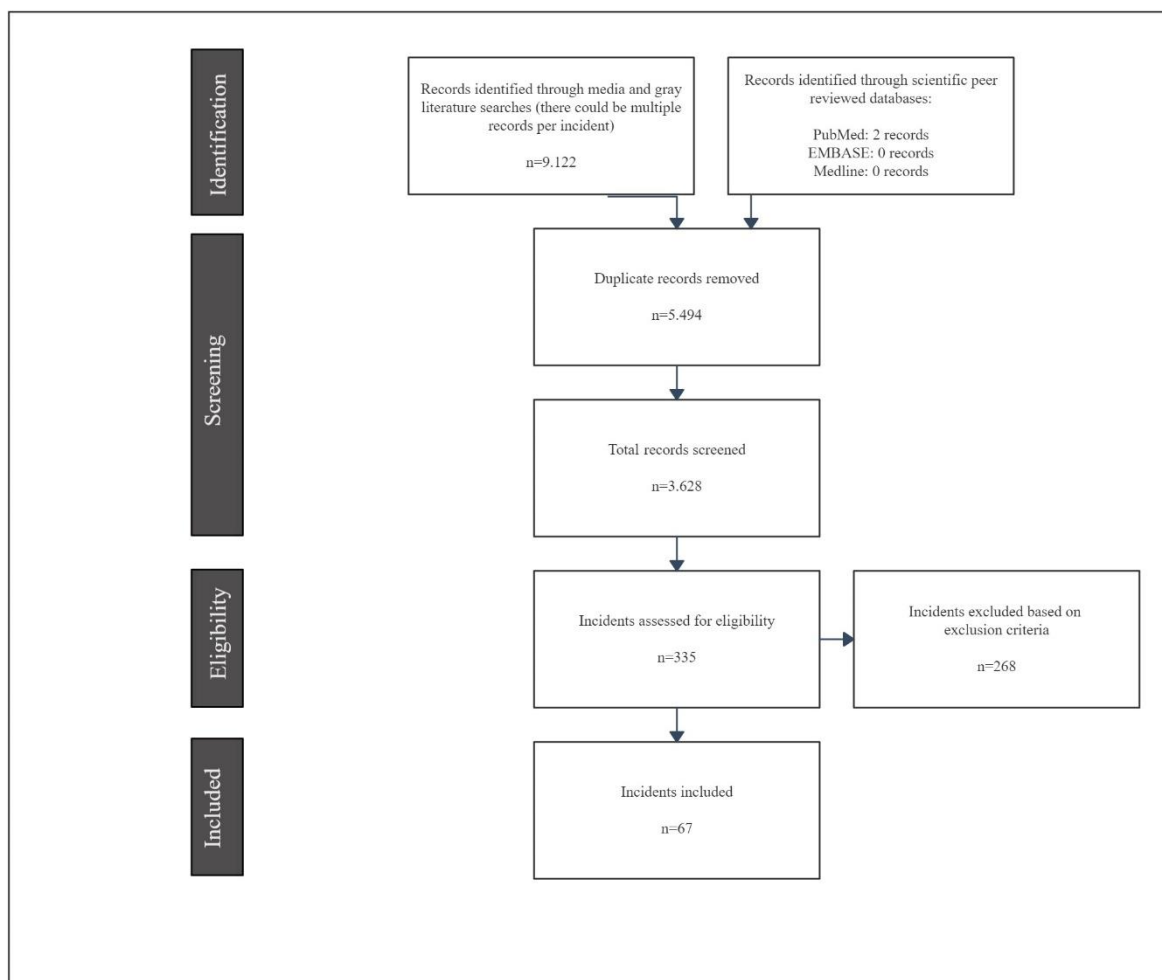 Identification
Records identified through media and gray
literature searches (there could be multiple
records per incident)
n=9.122
Records identified through scientific peer
reviewed databases:
PubMed: 2 records
EMBASE: 0 records
Medline: 0 records
Screening
Duplicate records removed
n=5.494
Total records screened
n=3.628
Eligibility
Incidents assessed for eligibility
n=335
Incidents excluded based on
exclusion criteria
n=268
Included
Incidents included
n=67